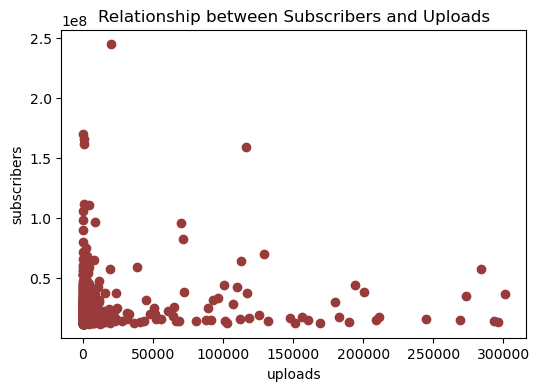 Relationship between Subscribers and Uploads
1e8
2.5
2.0
1.5
1.0
0.5
subscribers
0 50000 100000 150000 200000 250000 300000
uploads